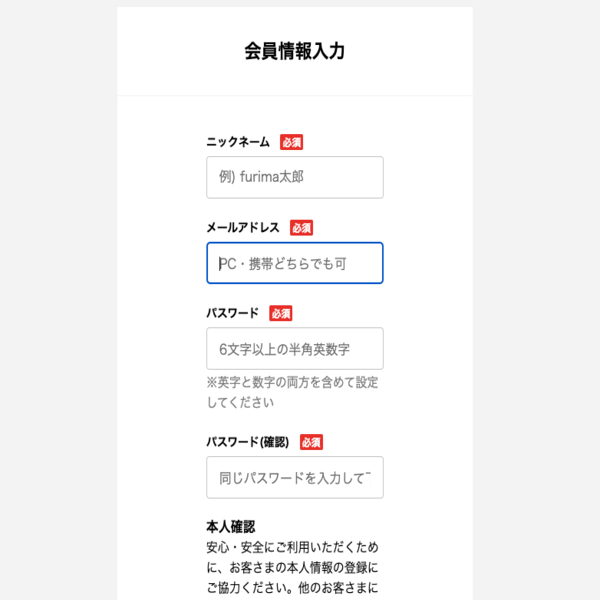 会員情報入力
ニックネーム 必須
例) furima太郎
メールアドレス 必須
PC・携帯どちらでも可
パスワード 必須
6文字以上の半角英数字
※英字と数字の両方を含めて設定
してください
パスワード(確認) 必須
同じパスワードを入力して
本人確認
安心・安全にご利用いただくため
に、お客さまの本人情報の登録に
ご協力ください。他のお客さまに